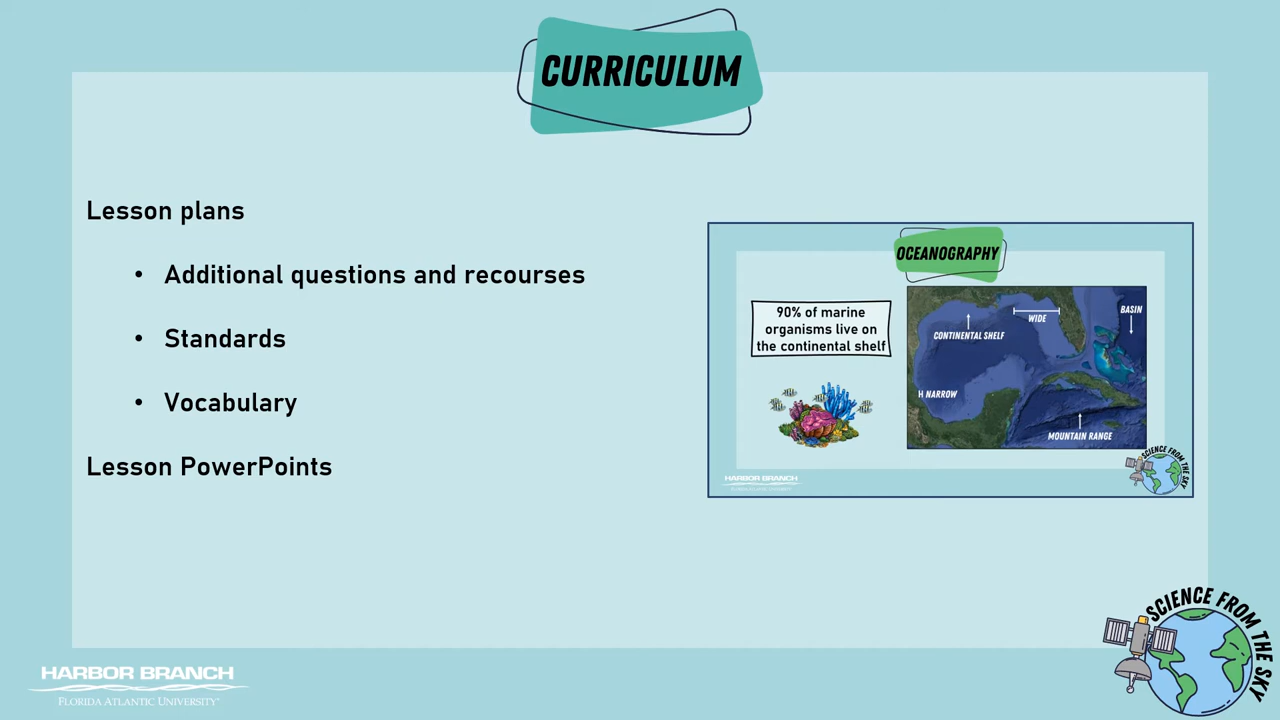 CURRICULUM
Lesson plans
• Additional questions and recourses
• Standards
• Vocabulary
Lesson PowerPoints
OCEANOGRAPHY
90% of marine
organisms live on
the continental shelf
CONTINENTAL SHELF
WIDE
BASIN
NARROW
MOUNTAIN RANGE
HARBOR BRANCH
SCIENCE FROM THE SKY
HARBOR BRANCH
FLORIDA ATLANTIC UNIVERSITY
SCIENCE FROM THE SKY